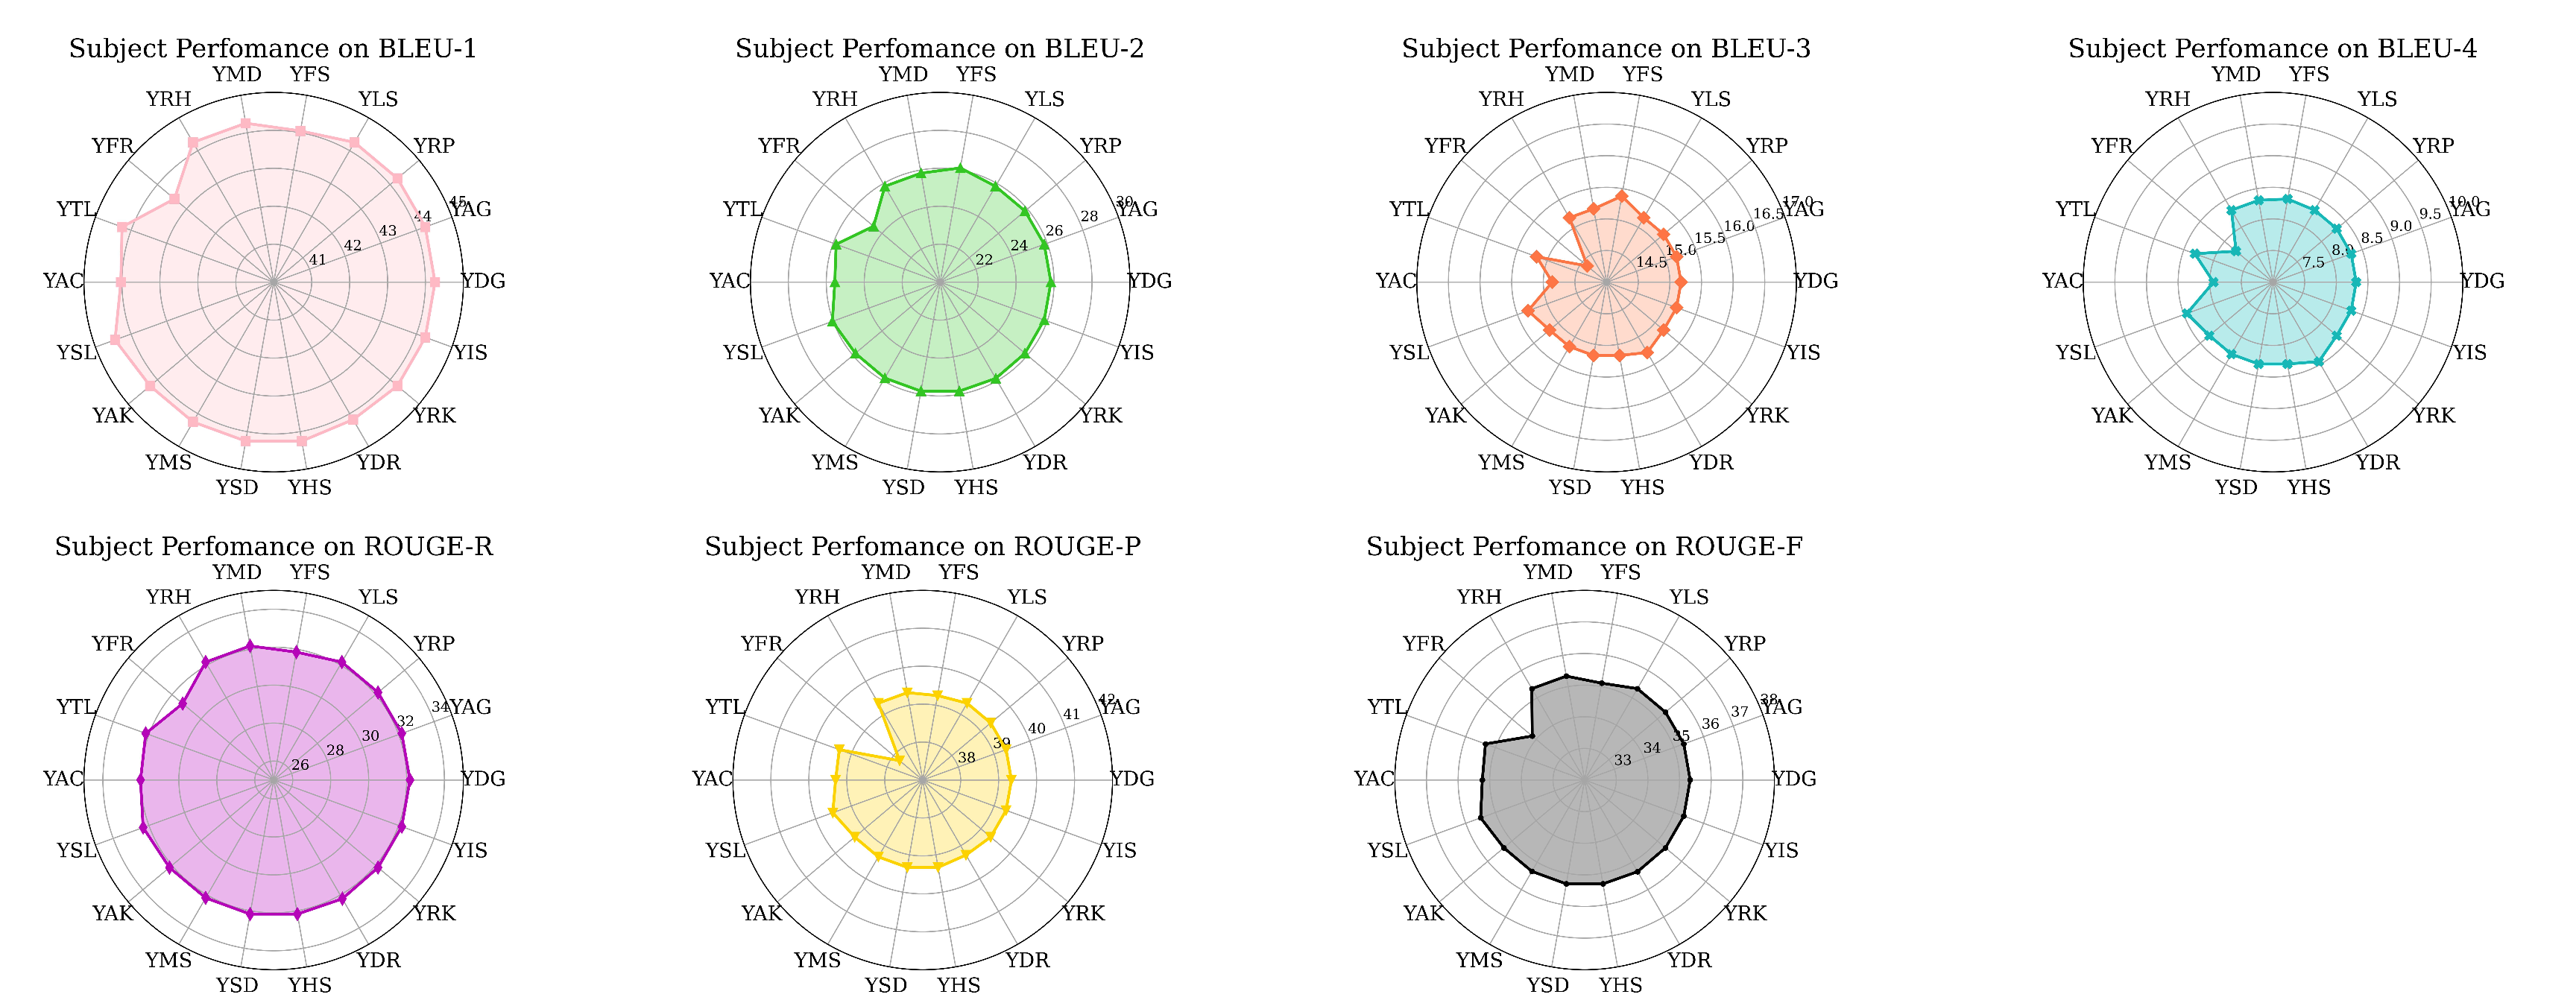 Subject Perfomance on BLEU-1
YMD YFS
YRH YLS
YFR YRP
YTL 41 42 43 44 45 YAG
YAC YDG
YSL YIS
YAK YRK
YMS YDR
YSD YHS
Subject Perfomance on BLEU-2
YMD YFS
YRH YLS
YFR YRP
YTL 22 24 26 28 30 YAG
YAC YDG
YSL YIS
YAK YRK
YMS YDR
YSD YHS
Subject Perfomance on BLEU-3
YMD YFS
YRH YLS
YFR YRP
YTL 14.5 15.0 15.5 16.0 16.5 17.0 YAG
YAC YDG
YSL YIS
YAK YRK
YMS YDR
YSD YHS
Subject Perfomance on BLEU-4
YMD YFS
YRH YLS
YFR YRP
YTL 7.5 8.0 8.5 9.0 9.5 10.0 YAG
YAC YDG
YSL YIS
YAK YRK
YMS YDR
YSD YHS
Subject Perfomance on ROUGE-R
YMD YFS
YRH YLS
YFR YRP
YTL 26 28 30 32 34 YAG
YAC YDG
YSL YIS
YAK YRK
YMS YDR
YSD YHS
Subject Perfomance on ROUGE-P
YMD YFS
YRH YLS
YFR YRP
YTL 38 39 40 41 42 YAG
YAC YDG
YSL YIS
YAK YRK
YMS YDR
YSD YHS
Subject Perfomance on ROUGE-F
YMD YFS
YRH YLS
YFR YRP
YTL 33 34 35 36 37 38 YAG
YAC YDG
YSL YIS
YAK YRK
YMS YDR
YSD YHS